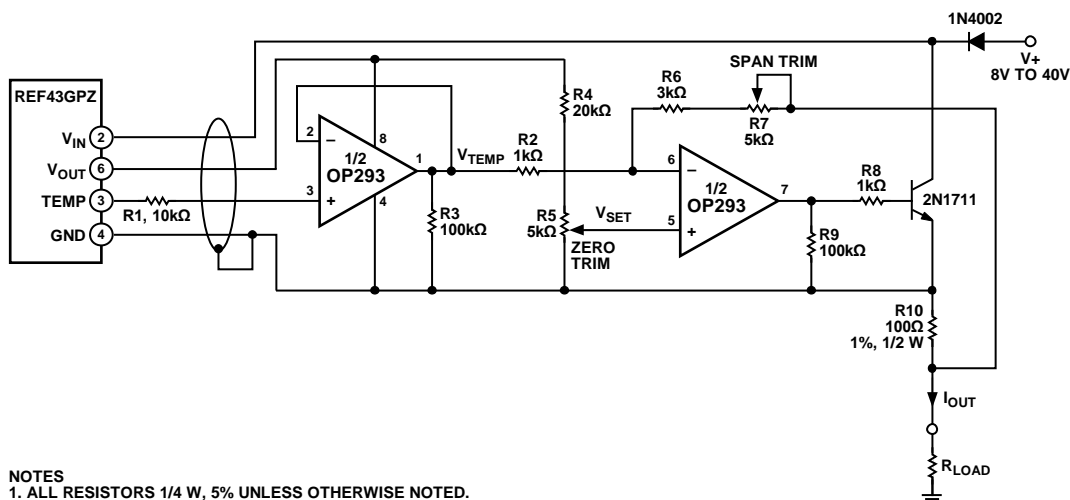 1N4002
V+
8V TO 40V
REF43GPZ
VIN 2
VOUT 6
TEMP 3
GND 4
R1, 10kΩ
2
3
–
+
1/2
OP293
8
4
1
R3
100kΩ
VTEMP
R2
1kΩ
R4
20kΩ
R5
5kΩ
ZERO
TRIM
VSET
R6
3kΩ
SPAN TRIM
R7
5kΩ
6
5
–
+
1/2
OP293
7
R8
1kΩ
R9
100kΩ
2N1711
R10
100Ω
1%, 1/2 W
IOUT
RLOAD
NOTES
1. ALL RESISTORS 1/4 W, 5% UNLESS OTHERWISE NOTED.